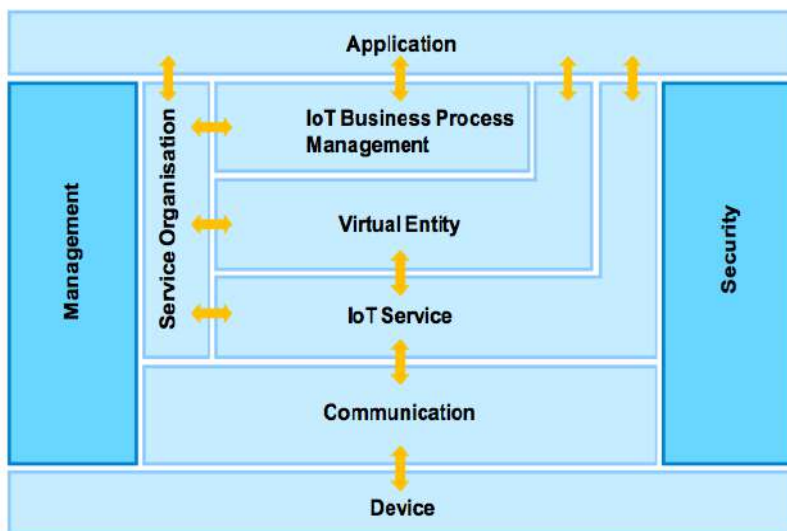 Application
Management
Service Organisation
IoT Business Process
Management
Virtual Entity
IoT Service
Security
Communication
Device